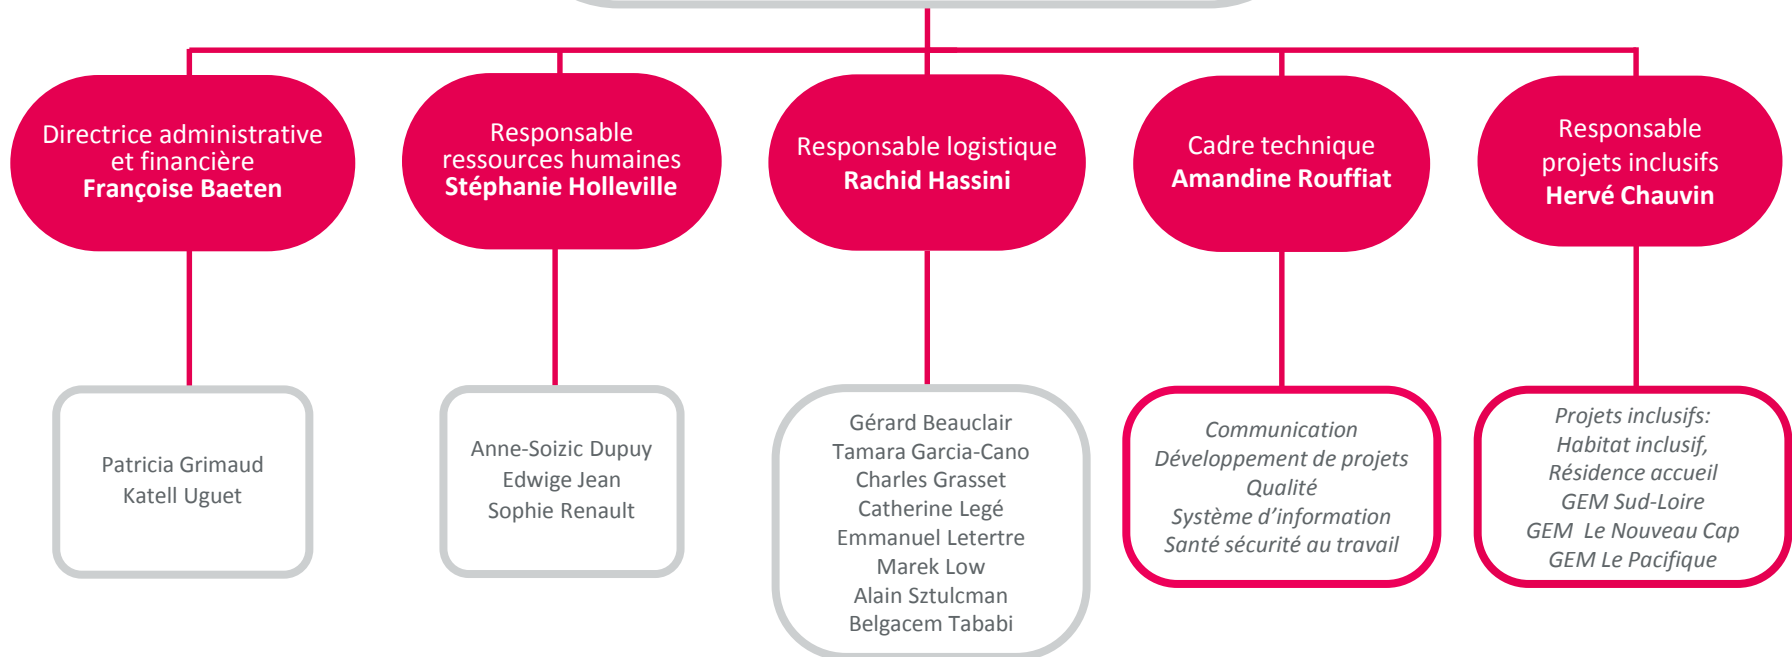 Directrice administrative
et financière
Françoise Baeten
Responsable
ressources humaines
Stéphanie Holleville
Responsable logistique
Rachid Hassini
Cadre technique
Amandine Rouffiat
Responsable
projets inclusifs
Hervé Chauvin
Patricia Grimaud
Katell Uguet
Anne-Soizic Dupuy
Edwige Jean
Sophie Renault
Gérard Beauclair
Tamara Garcia-Cano
Charles Grasset
Catherine Legé
Emmanuel Letertre
Marek Low
Alain Sztulcman
Belgacem Tababi
Communication
Développement de projets
Qualité
Système d’information
Santé sécurité au travail
Projets inclusifs:
Habitat inclusif,
Résidence accueil
GEM Sud-Loire
GEM Le Nouveau Cap
GEM Le Pacifique